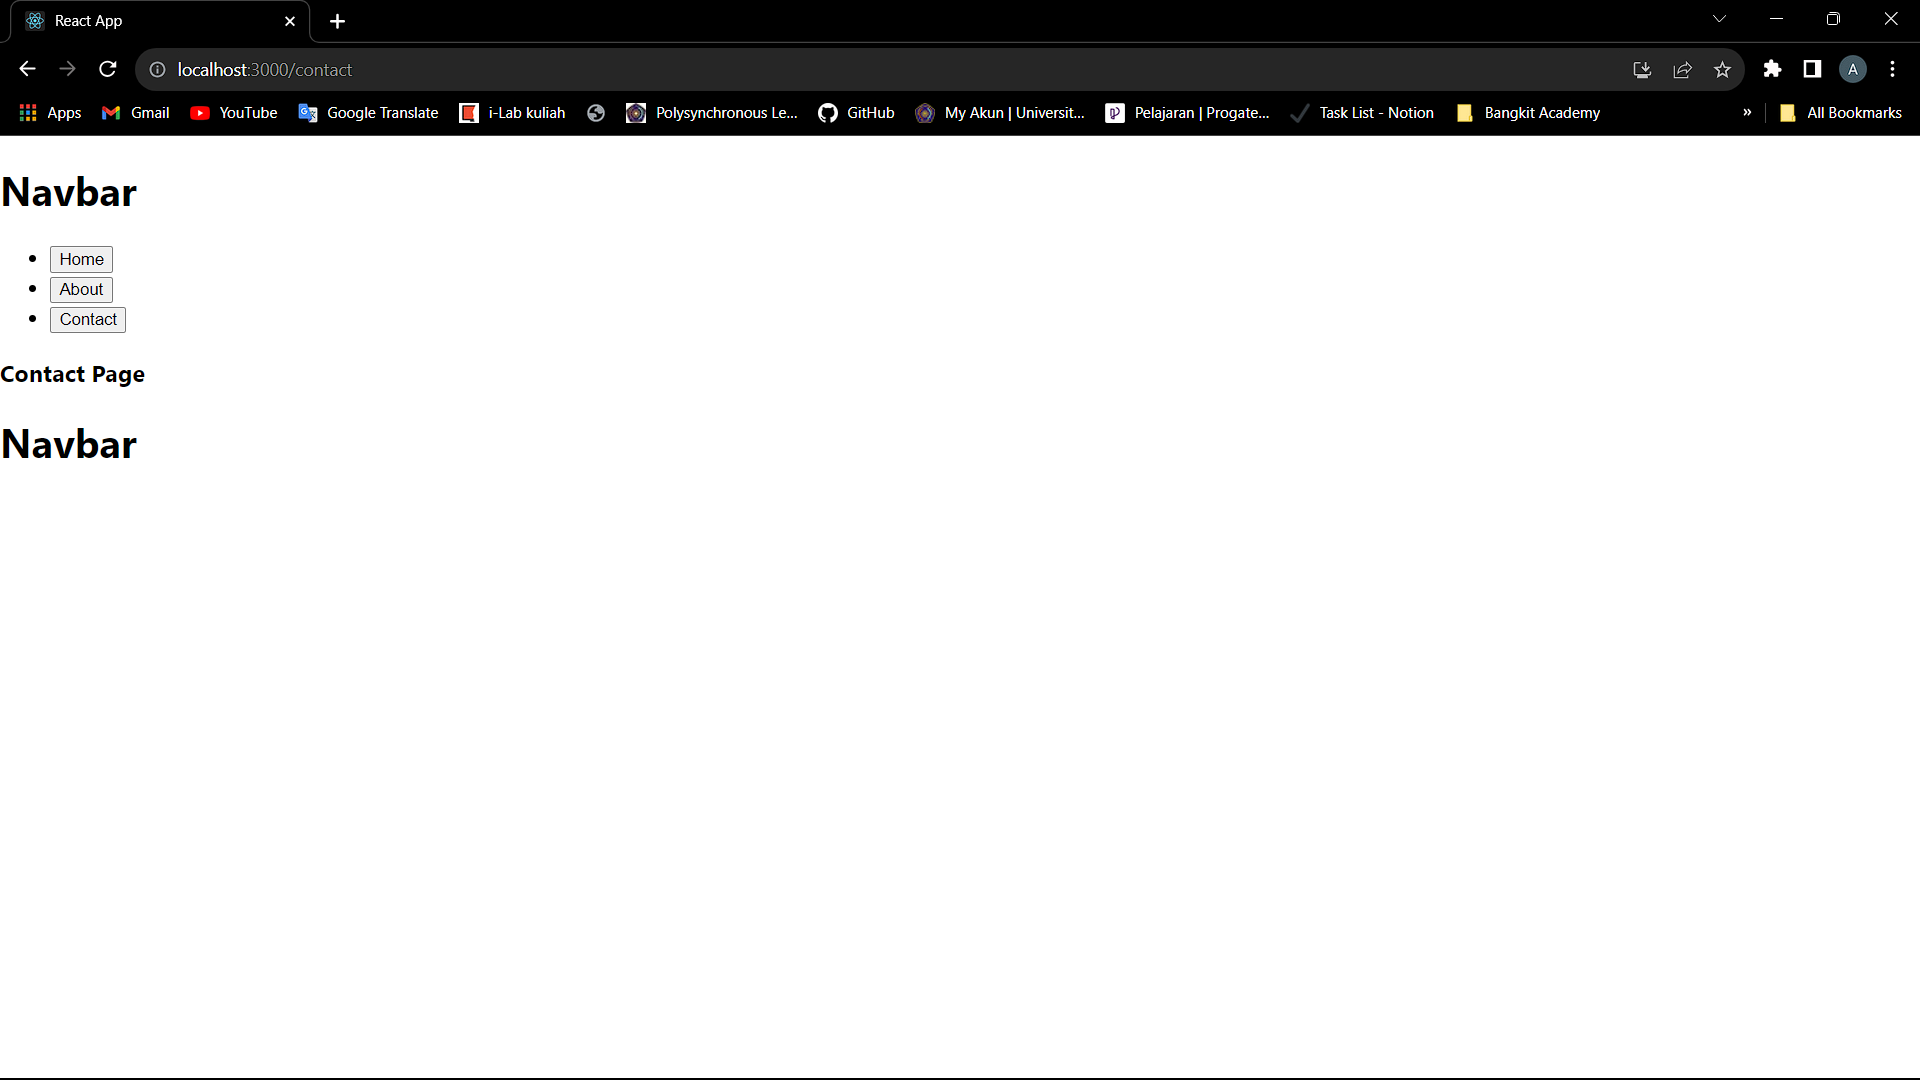 React App
localhost:3000/contact
A
Apps Gmail YouTube Google Translate i-Lab kuliah Polysynchronous Le... GitHub My Akun | Universit... Pelajaran | Progate... Task List - Notion Bangkit Academy » All Bookmarks
Navbar
• Home
• About
• Contact
Contact Page
Navbar